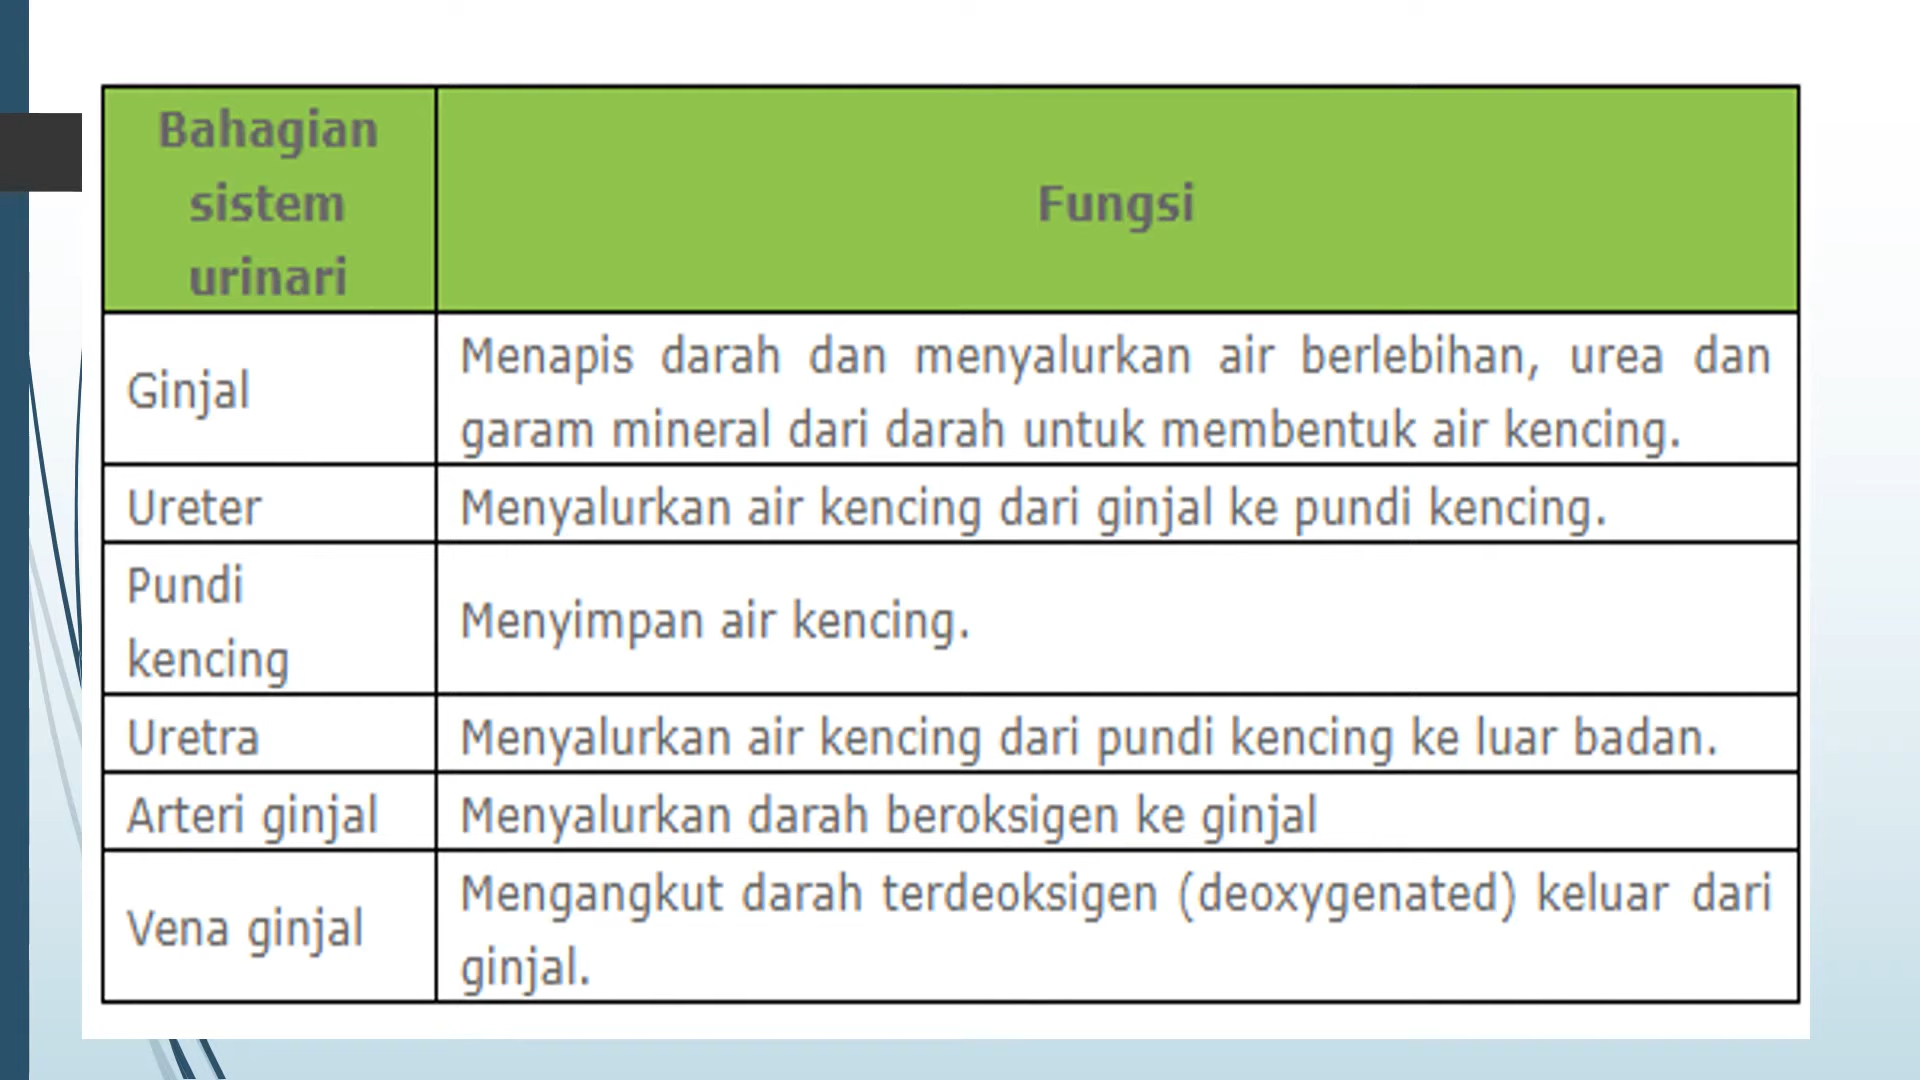 Bahagian
sistem
urinari
Fungsi
Ginjal
Menapis darah dan menyalurkan air berlebihan, urea dan
garam mineral dari darah untuk membentuk air kencing.
Ureter
Menyalurkan air kencing dari ginjal ke pundi kencing.
Pundi
kencing
Menyimpan air kencing.
Uretra
Menyalurkan air kencing dari pundi kencing ke luar badan.
Arteri ginjal
Menyalurkan darah beroksigen ke ginjal
Vena ginjal
Mengangkut darah terdeoksigen (deoxygenated) keluar dari
ginjal.